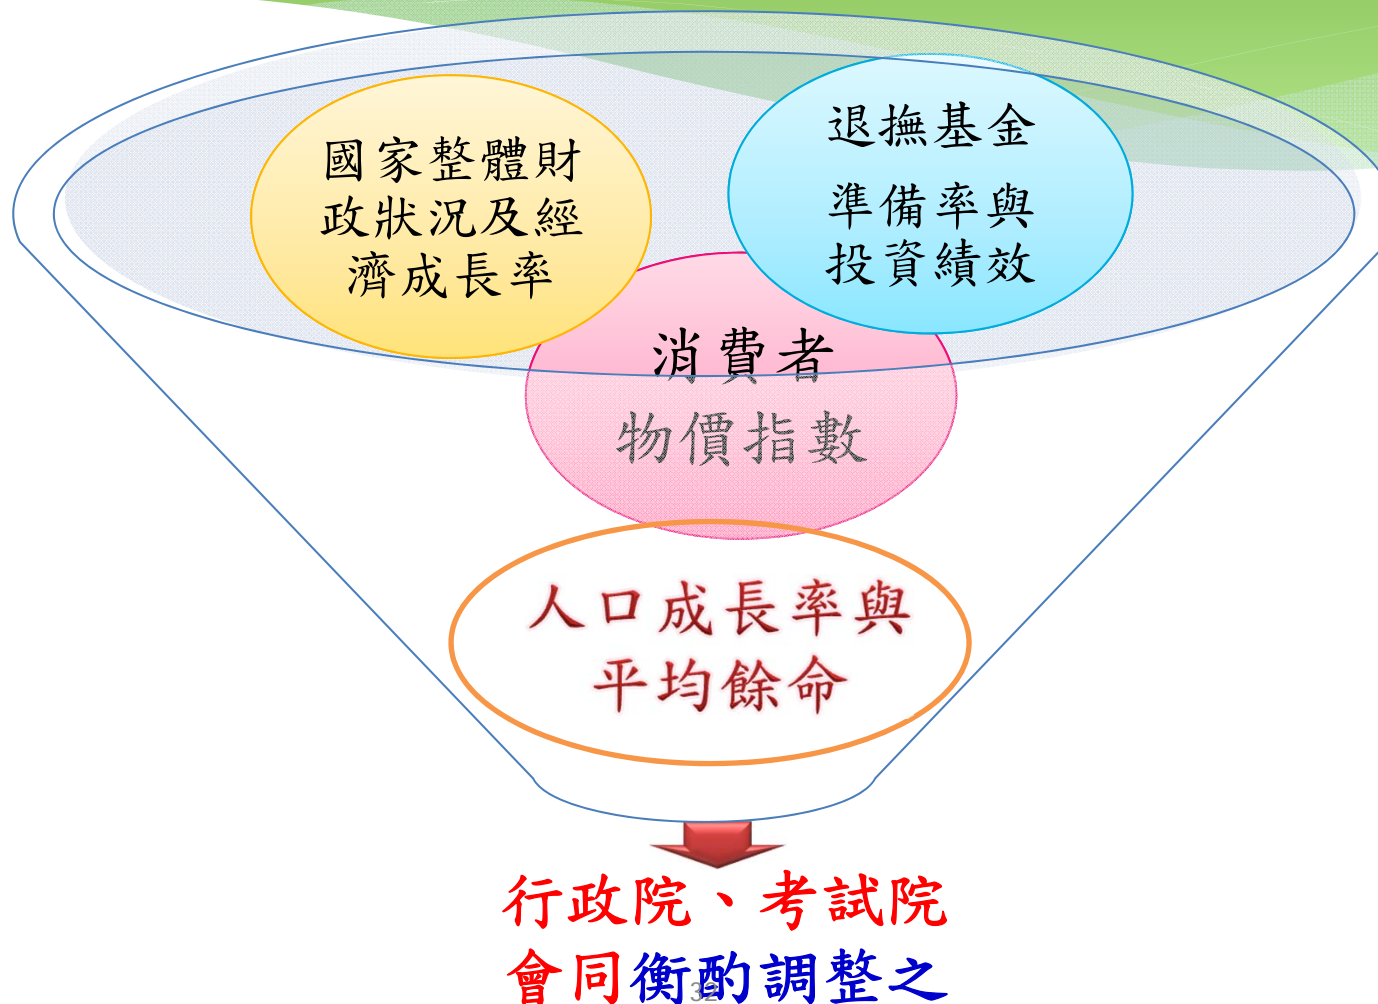 國家整體財
政狀況及經
濟成長率
退撫基金
準備率與
投資績效
消費者
物價指數
人口成長率與
平均餘命
行政院、考試院
會同衡酌調整之
32